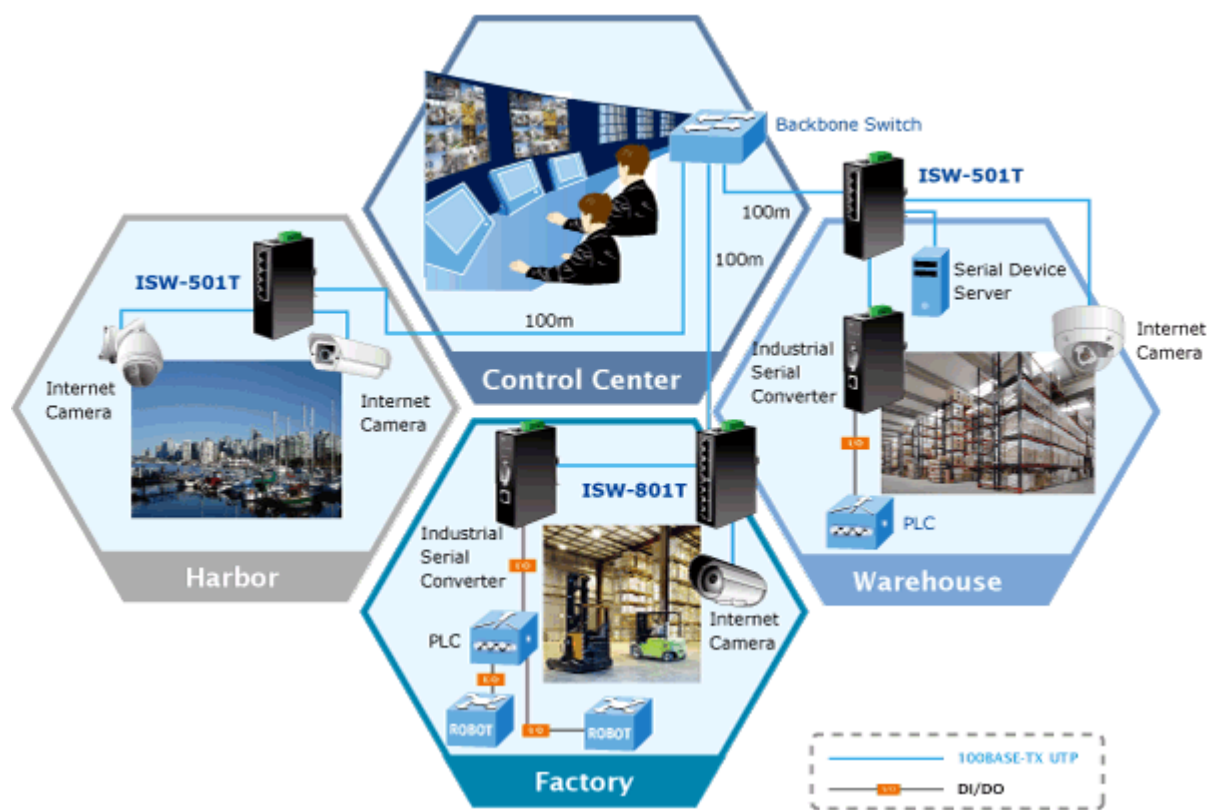 Backbone Switch
ISW-501T
100m
100m
ISW-501T
Serial Device
Server
100m
Internet
Camera
Industrial
Serial
Converter
Control Center
Internet
Camera
Internet
Camera
I/O
ISW-801T
PLC
Industrial
Serial
Converter
Harbor
Warehouse
I/O
Internet
Camera
PLC
I/O
ROBOT
I/O
ROBOT
Factory
100BASE-TX UTP
I/O
DI/DO